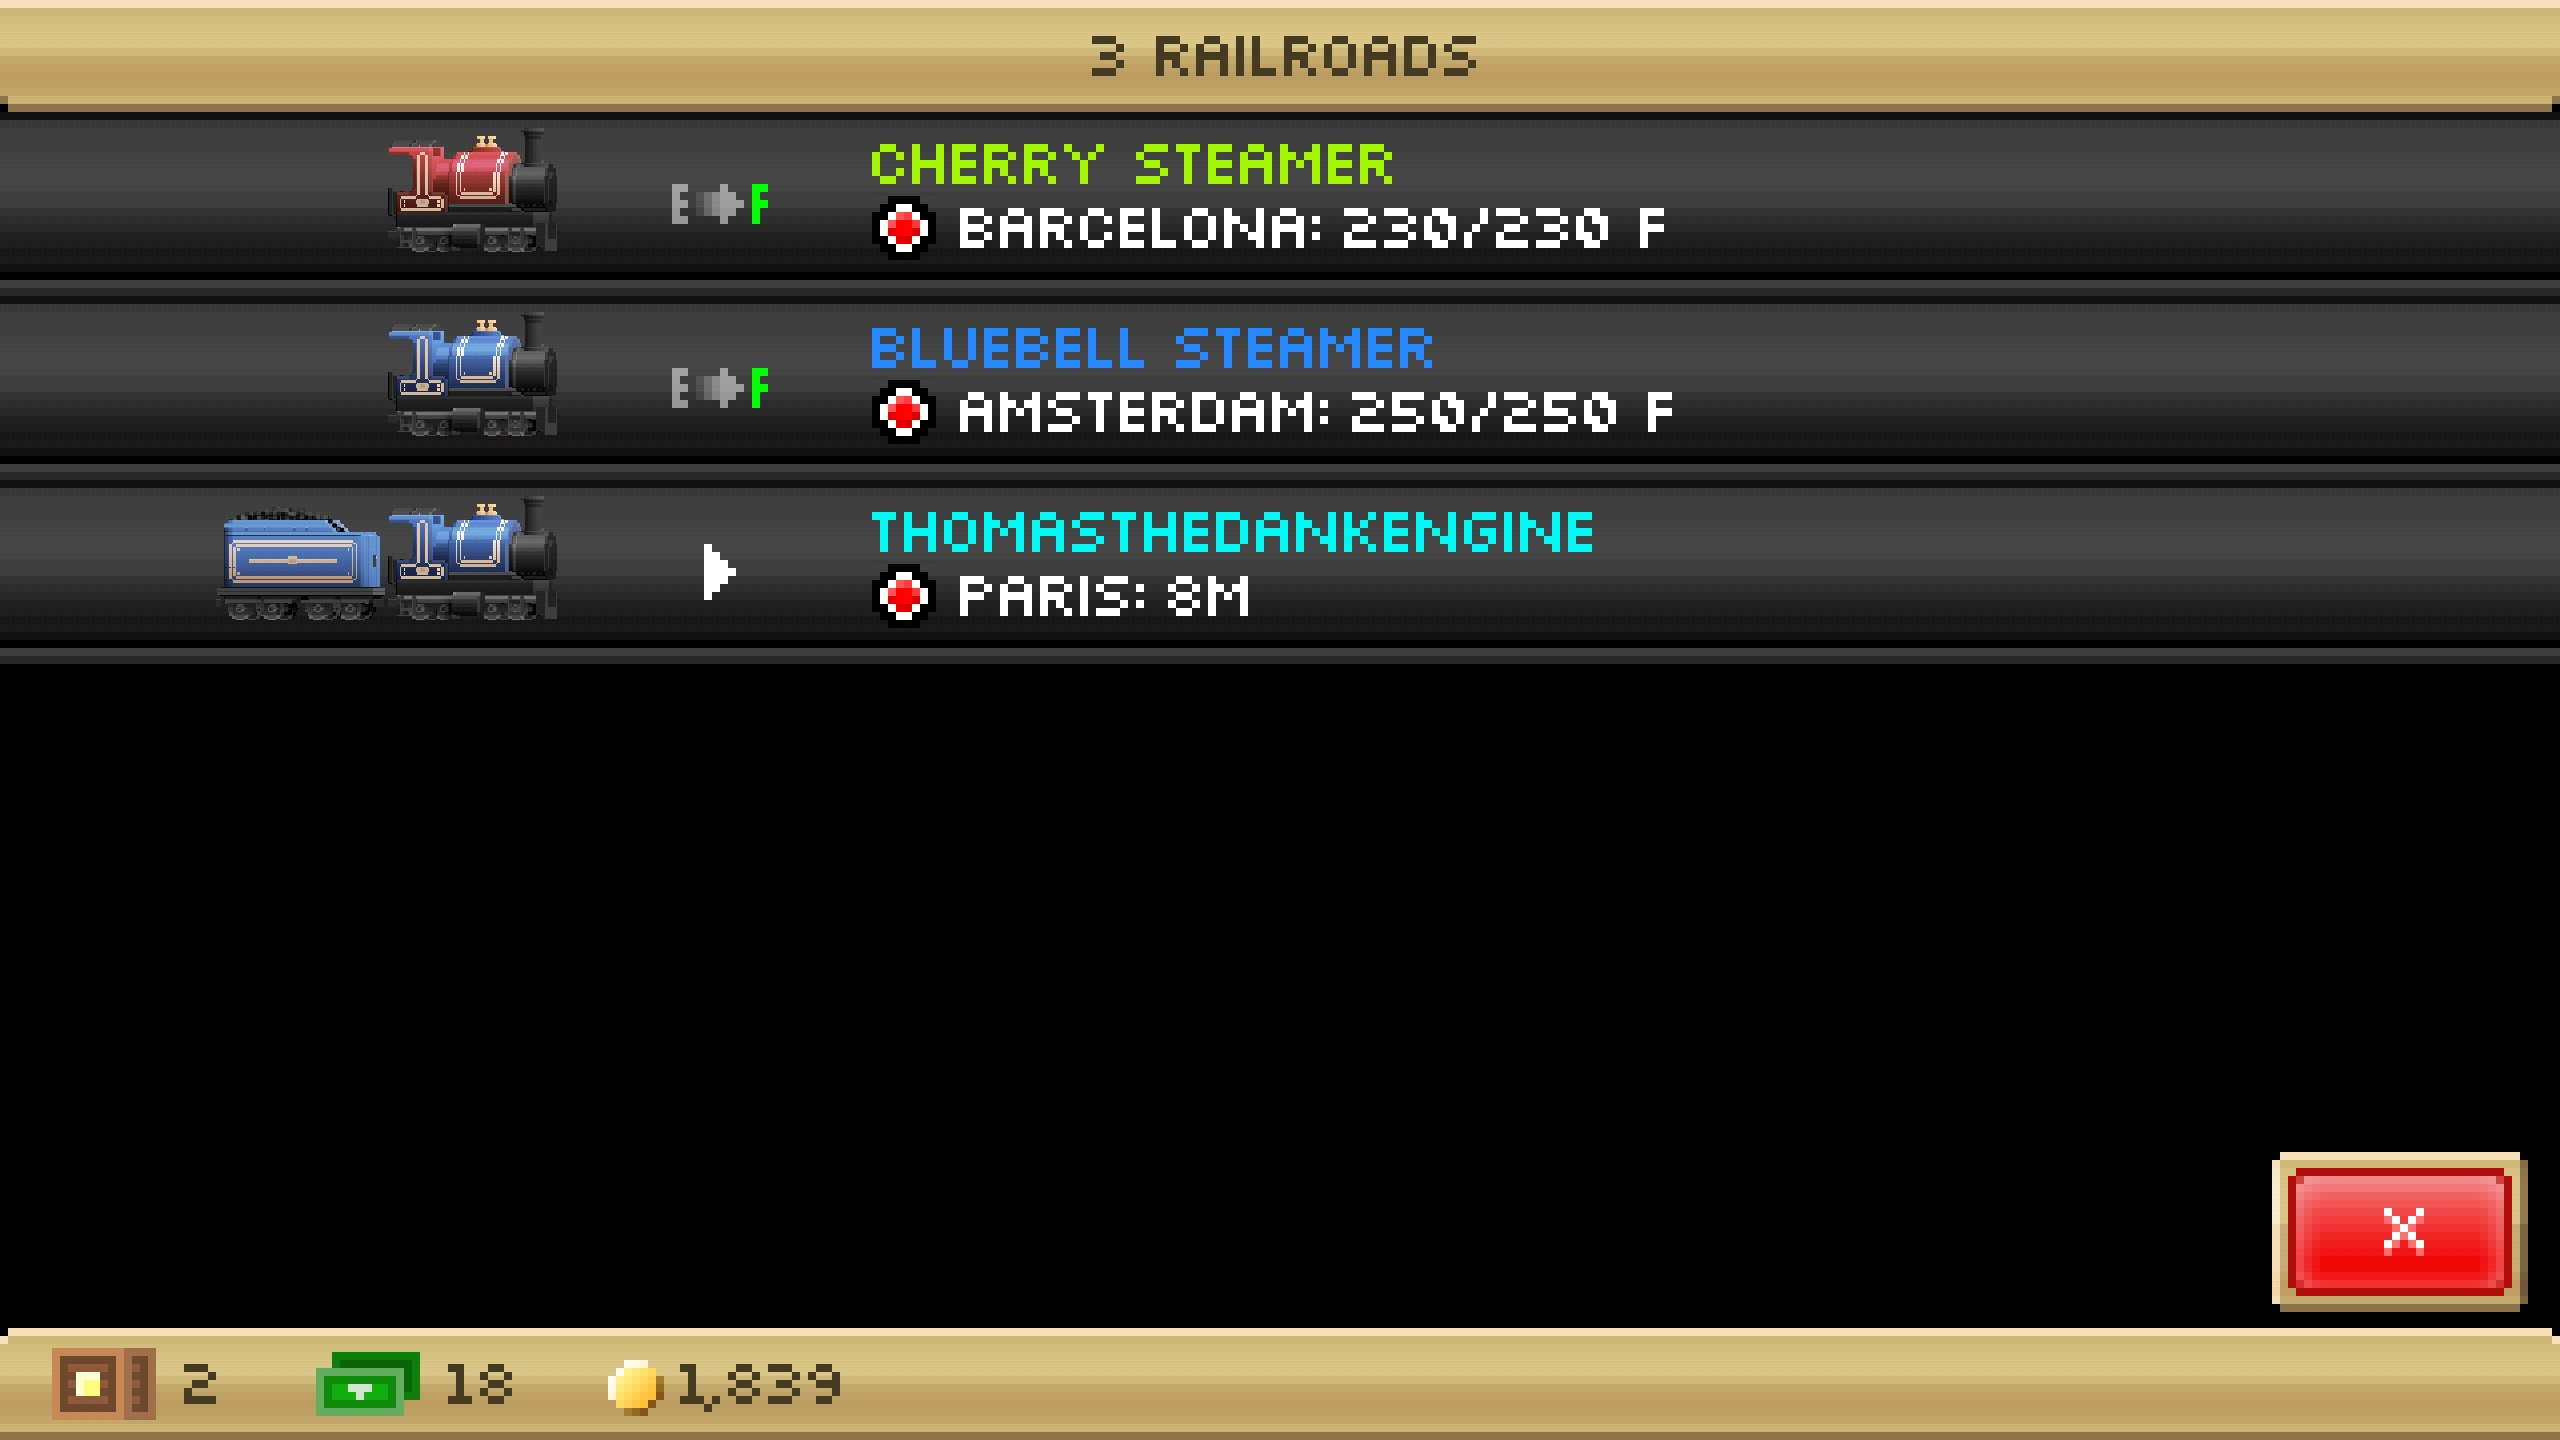 3 RAILROADS
CHERRY STEAMER
E F
BARCELONA: 230/230 F
BLUEBELL STEAMER
E F
AMSTERDAM: 250/250 F
THOMASTHEDANKENGINE
PARIS: 8M
X
2 18 1,839